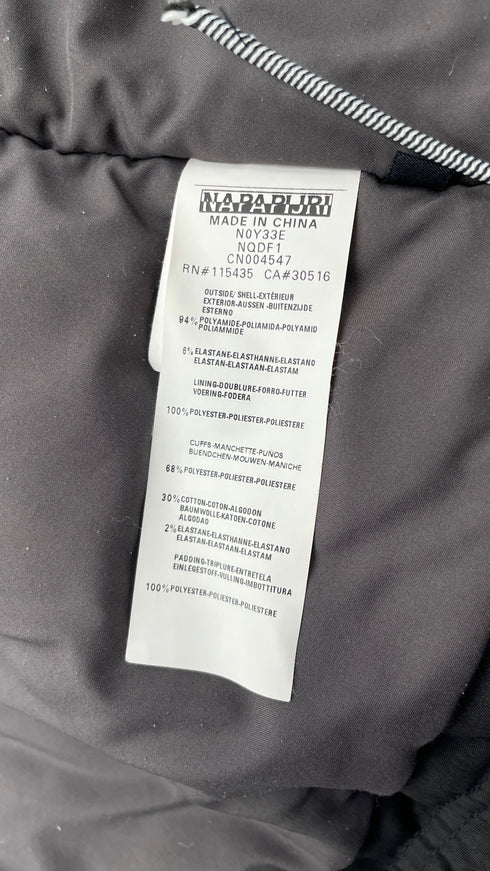 NAPAPIJRI
MADE IN CHINA
N0Y33E
NQDF1
CN004547
RN#115435 CA#30516
OUTSIDE/ SHELL-EXTÉRIEUR
EXTERIOR-AUSSEN -BUITENZIJDE
ESTERNO
94% POLYAMIDE-POLIAMIDA-POLYAMID
POLIAMMIDE
6% ELASTANE-ELASTHANNE-ELASTANO
ELASTAN-ELASTAAN-ELASTAM
LINING-DOUBLURE-FORRO-FUTTER
VOERING-FODERA
100% POLYESTER-POLIESTER-POLIESTERE
CUFFS-MANCHETTE-PUÑOS
BUENDCHEN-MOUWEN-MANICHE
68% POLYESTER-POLIESTER-POLIESTERE
30% COTTON-COTON-ALGODON
BAUMWOLLE-KATOEN-COTONE
ALGODAO
2% ELASTANE-ELASTHANNE-ELASTANO
ELASTAN-ELASTAAN-ELASTAM
PADDING-TRIPLURE-ENTRETELA
EINLEGESTOFF-VULLING-IMBOTTITURA
100% POLYESTER-POLIESTER-POLIESTERE